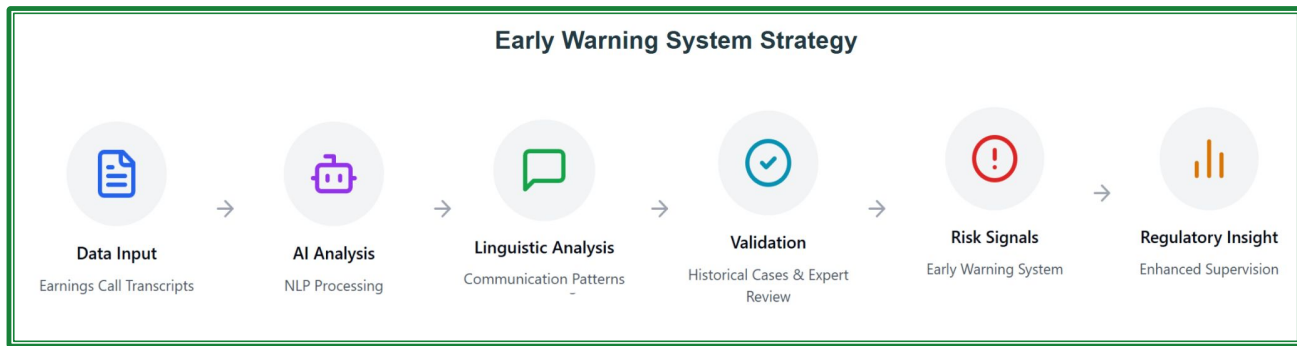 Early Warning System Strategy
Data Input
Earnings Call Transcripts
AI Analysis
NLP Processing
Linguistic Analysis
Communication Patterns
Validation
Historical Cases & Expert
Review
Risk Signals
Early Warning System
Regulatory Insight
Enhanced Supervision